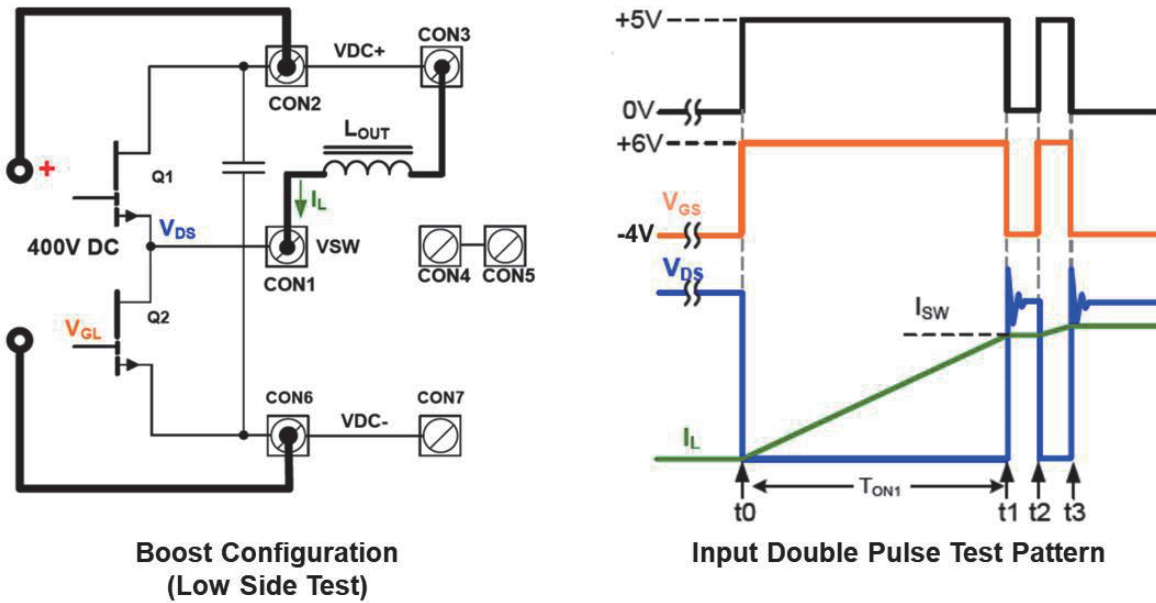 CON2
VDC+
CON3
LOUT
+
Q1
IL
400V DC
VDS
VSW
CON1
CON4
CON5
VGL
Q2
CON6
VDC-
CON7
Boost Configuration
(Low Side Test)
+5V
0V
+6V
VGS
-4V
VDS
ISW
IL
TON1
t0
t1
t2
t3
Input Double Pulse Test Pattern